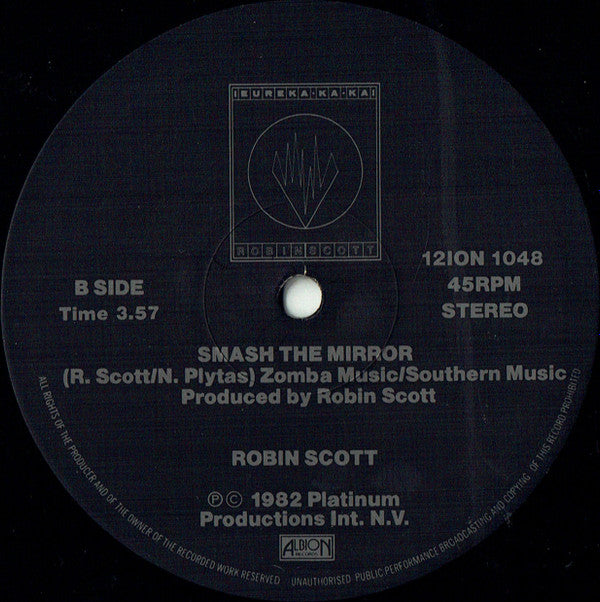 ¡EUREKA·KA·KA!
ROBIN SCOTT
B SIDE
Time 3.57
12ION 1048
45RPM
STEREO
SMASH THE MIRROR
(R. Scott/N. Plytas) Zomba Music/Southern Music
Produced by Robin Scott
ROBIN SCOTT
Ⓟ © 1982 Platinum
Productions Int. N.V.
ALBION
RECORDS
ALL RIGHTS OF THE PRODUCER AND OF THE OWNER OF THE RECORDED WORK RESERVED UNAUTHORISED PUBLIC PERFORMANCE BROADCASTING AND COPYING OF THIS RECORD PROHIBITED